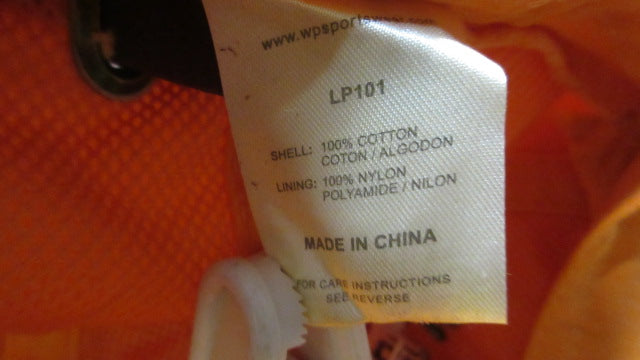 www.wpsportswear.com
LP101
SHELL: 100% COTTON
COTON / ALGODON
LINING: 100% NYLON
POLYAMIDE / NILON
MADE IN CHINA
FOR CARE INSTRUCTIONS
SEE REVERSE